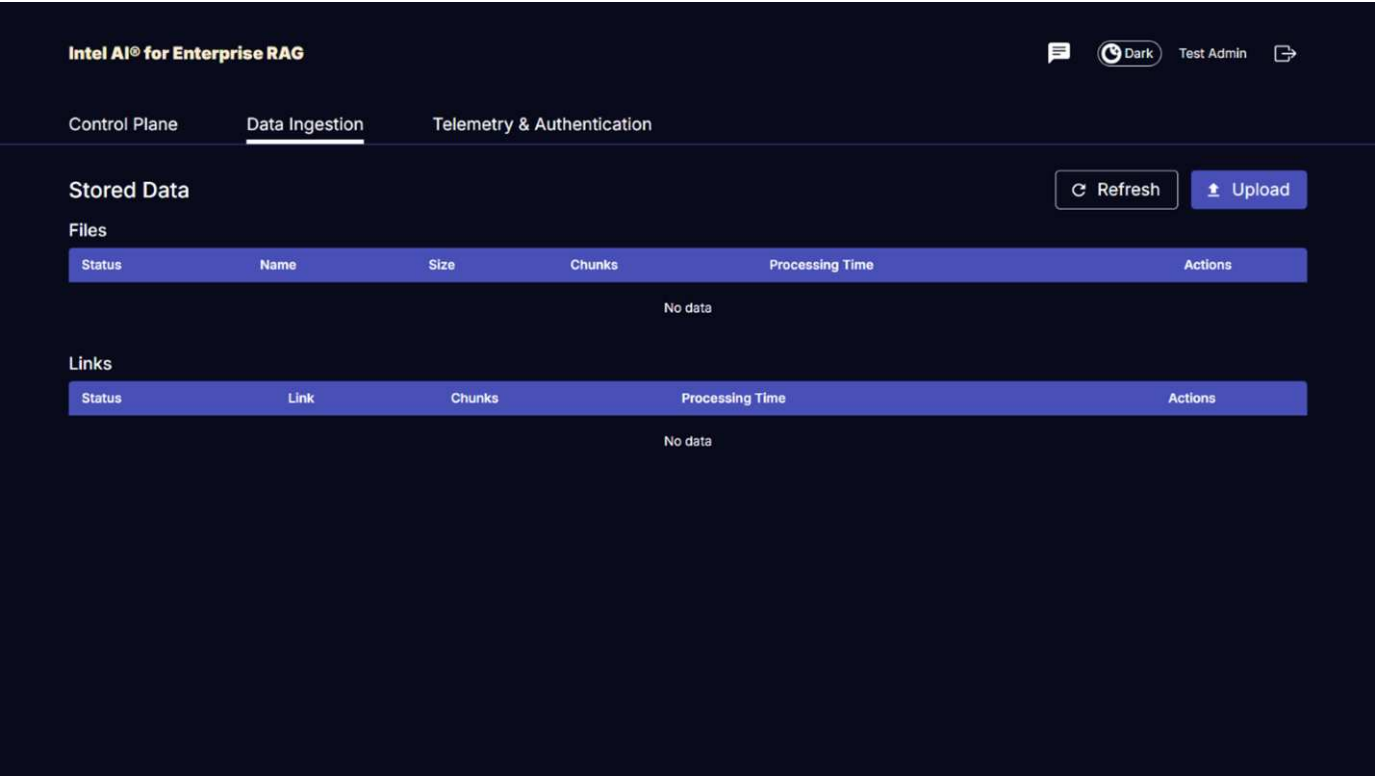 Intel AI® for Enterprise RAG
Dark Test Admin
Control Plane Data Ingestion Telemetry & Authentication
Stored Data
Refresh Upload
Files
Status Name Size Chunks Processing Time Actions
No data
Links
Status Link Chunks Processing Time Actions
No data